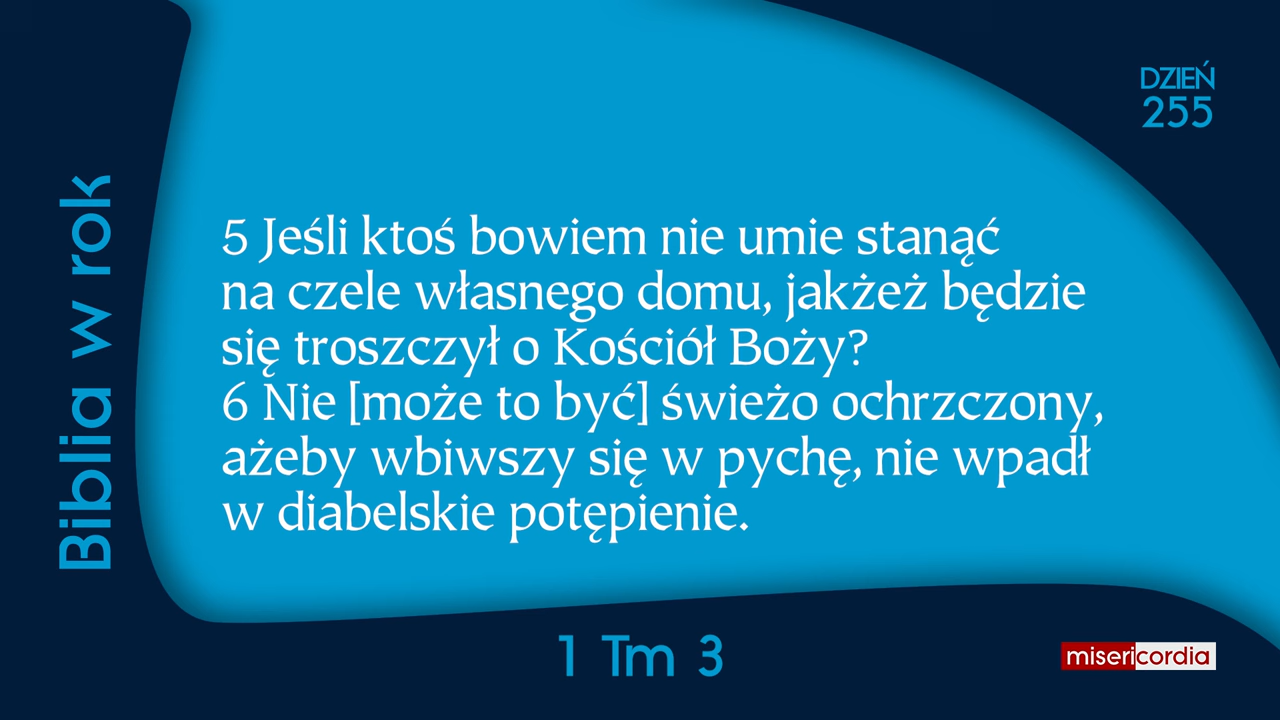 DZIEŃ
255
Biblia w rok
5 Jeśli ktoś bowiem nie umie stanąć
na czele własnego domu, jakżeż będzie
się troszczył o Kościół Boży?
6 Nie [może to być] świeżo ochrzczony,
ażeby wbiwszy się w pychę, nie wpadł
w diabelskie potępienie.
1 Tm 3
misericordia